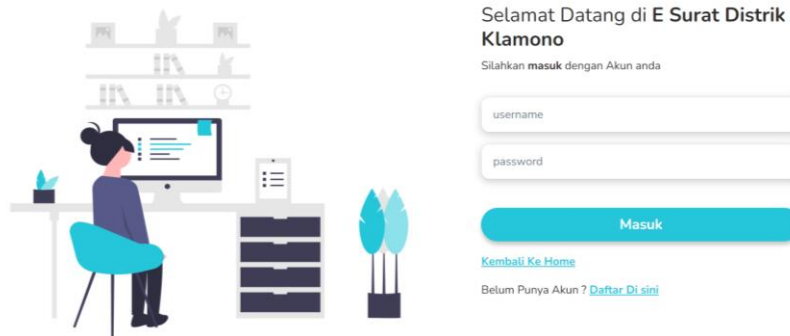 Selamat Datang di E Surat Distrik
Klamono
Silahkan masuk dengan Akun anda
username
password
Masuk
Kembali Ke Home
Belum Punya Akun ? Daftar Di sini